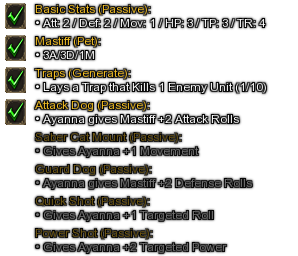 Basic Stats (Passive):
• Att: 2 / Def: 2 / Mov: 1 / HP: 3 / TP: 3 / TR: 4
Mastiff (Pet):
• 3A/3D/1M
Traps (Generate):
• Lays a Trap that Kills 1 Enemy Unit (1/10)
Attack Dog (Passive):
• Ayanna gives Mastiff +2 Attack Rolls
Saber Cat Mount (Passive):
• Gives Ayanna +1 Movement
Guard Dog (Passive):
• Ayanna gives Mastiff +2 Defense Rolls
Quick Shot (Passive):
• Gives Ayanna +1 Targeted Roll
Power Shot (Passive):
• Gives Ayanna +2 Targeted Power